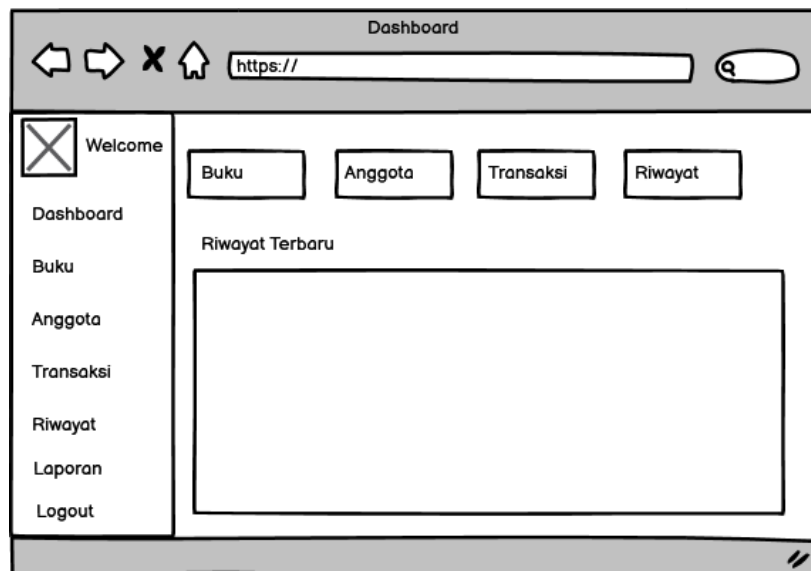 Dashboard
https://
Welcome
Dashboard
Buku
Anggota
Transaksi
Riwayat
Laporan
Logout
Buku
Anggota
Transaksi
Riwayat
Riwayat Terbaru